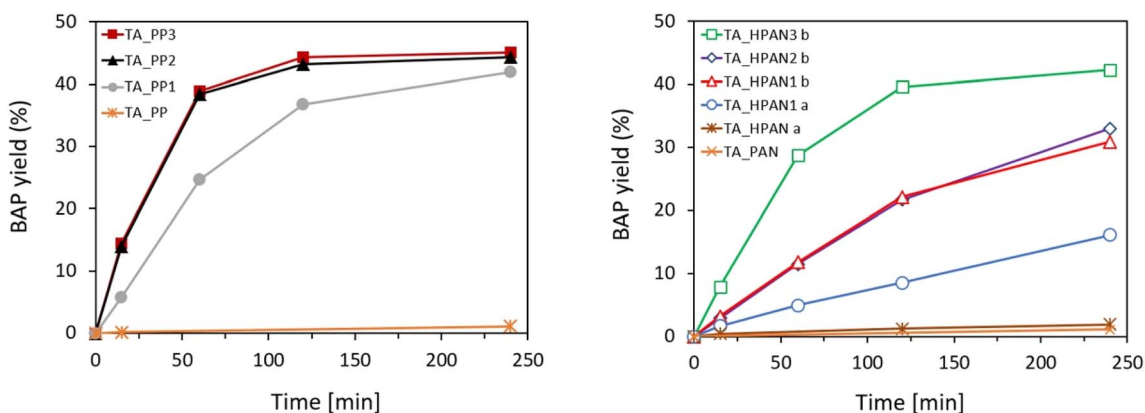 BAP yield (%)
50
40
30
20
10
0
TA_PP3
TA_PP2
TA_PP1
TA_PP
0
50
100
150
200
250
Time [min]
BAP yield (%)
50
40
30
20
10
0
TA_HPAN3 b
TA_HPAN2 b
TA_HPAN1 b
TA_HPAN1 a
TA_HPAN a
TA_PAN
0
50
100
150
200
250
Time [min]